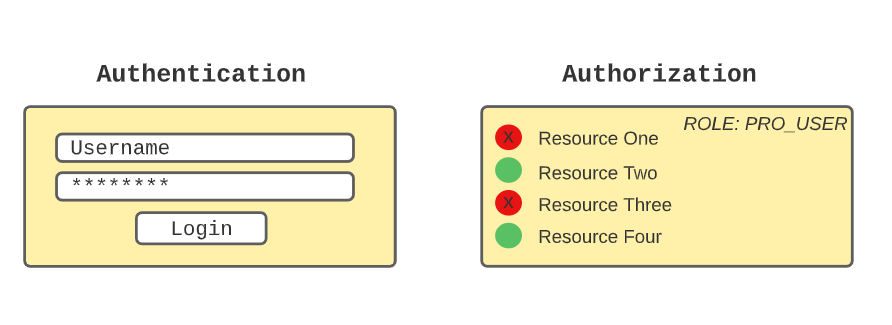 Authentication
Username
********
Login
Authorization
ROLE: PRO_USER
X Resource One
Resource Two
X Resource Three
Resource Four